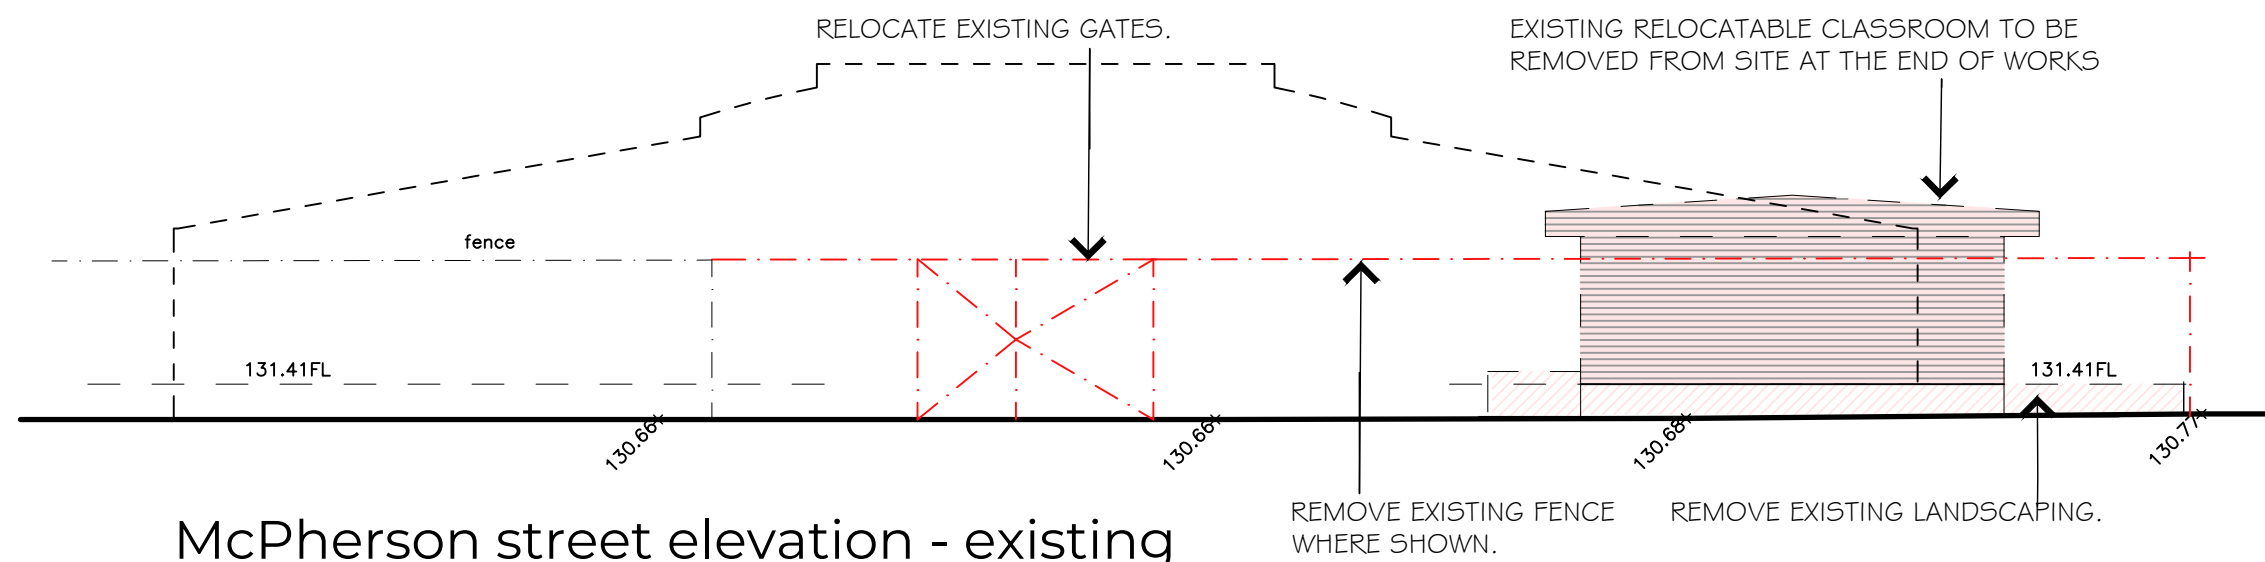 RELOCATE EXISTING GATES.
EXISTING RELOCATABLE CLASSROOM TO BE
REMOVED FROM SITE AT THE END OF WORKS
fence
131.41FL
131.41FL
130.66
130.66
130.68
130.77
REMOVE EXISTING FENCE
WHERE SHOWN.
REMOVE EXISTING LANDSCAPING.
McPherson street elevation - existing